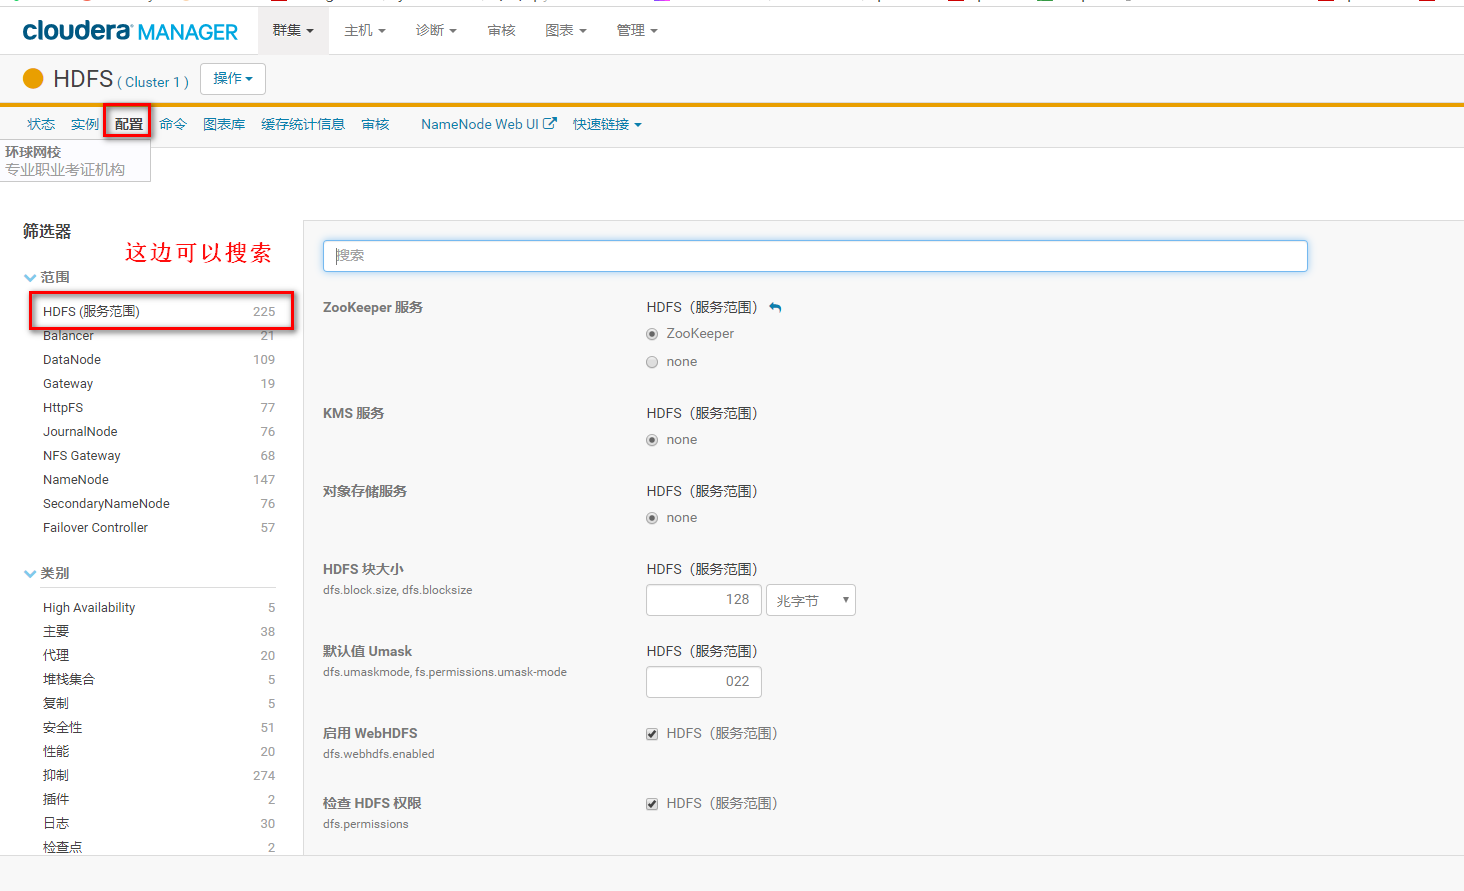 cloudera MANAGER 群集 主机 诊断 审核 图表 管理
HDFS ( Cluster 1 ) 操作
状态 实例 配置 命令 图表库 缓存统计信息 审核 NameNode Web UI 快速链接
环球网校
专业职业考证机构
筛选器
这边可以搜索
搜索
范围
HDFS (服务范围) 225
Balancer 21
DataNode 109
Gateway 19
HttpFS 77
JournalNode 76
NFS Gateway 68
NameNode 147
SecondaryNameNode 76
Failover Controller 57
类别
High Availability 5
主要 38
代理 20
堆栈集合 5
复制 5
安全性 51
性能 20
抑制 274
插件 2
日志 30
检查点 2
ZooKeeper 服务 HDFS（服务范围）
ZooKeeper
none
KMS 服务 HDFS（服务范围）
none
对象存储服务 HDFS（服务范围）
none
HDFS 块大小 HDFS（服务范围）
dfs.block.size, dfs.blocksize 128 兆字节
默认值 Umask HDFS（服务范围）
dfs.umaskmode, fs.permissions.umask-mode 022
启用 WebHDFS HDFS（服务范围）
dfs.webhdfs.enabled
检查 HDFS 权限 HDFS（服务范围）
dfs.permissions